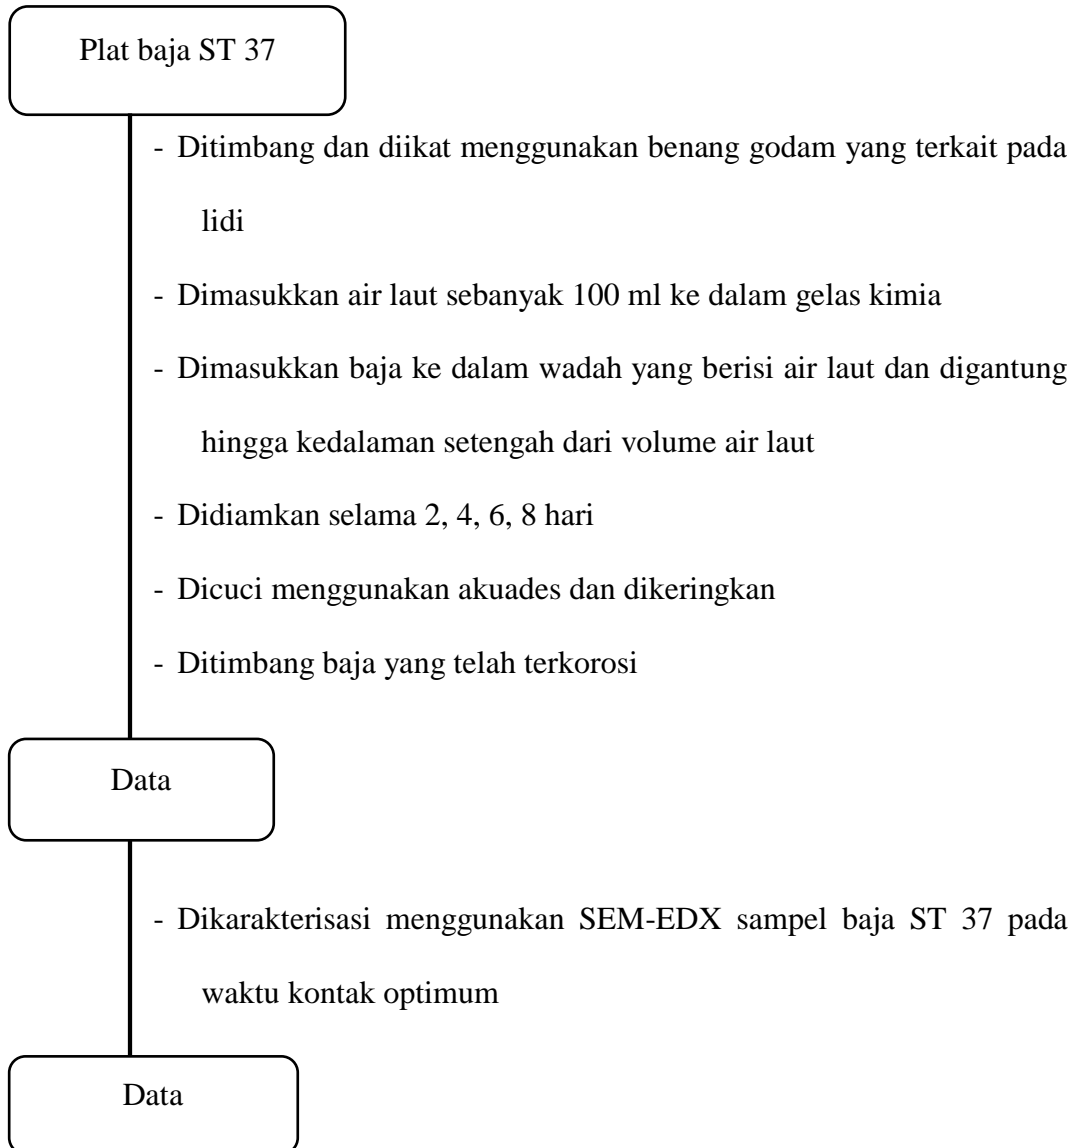 Plat baja ST 37
- Ditimbang dan diikat menggunakan benang godam yang terkait pada
lidi
- Dimasukkan air laut sebanyak 100 ml ke dalam gelas kimia
- Dimasukkan baja ke dalam wadah yang berisi air laut dan digantung
hingga kedalaman setengah dari volume air laut
- Didiamkan selama 2, 4, 6, 8 hari
- Dicuci menggunakan akuades dan dikeringkan
- Ditimbang baja yang telah terkorosi
Data
- Dikarakterisasi menggunakan SEM-EDX sampel baja ST 37 pada
waktu kontak optimum
Data